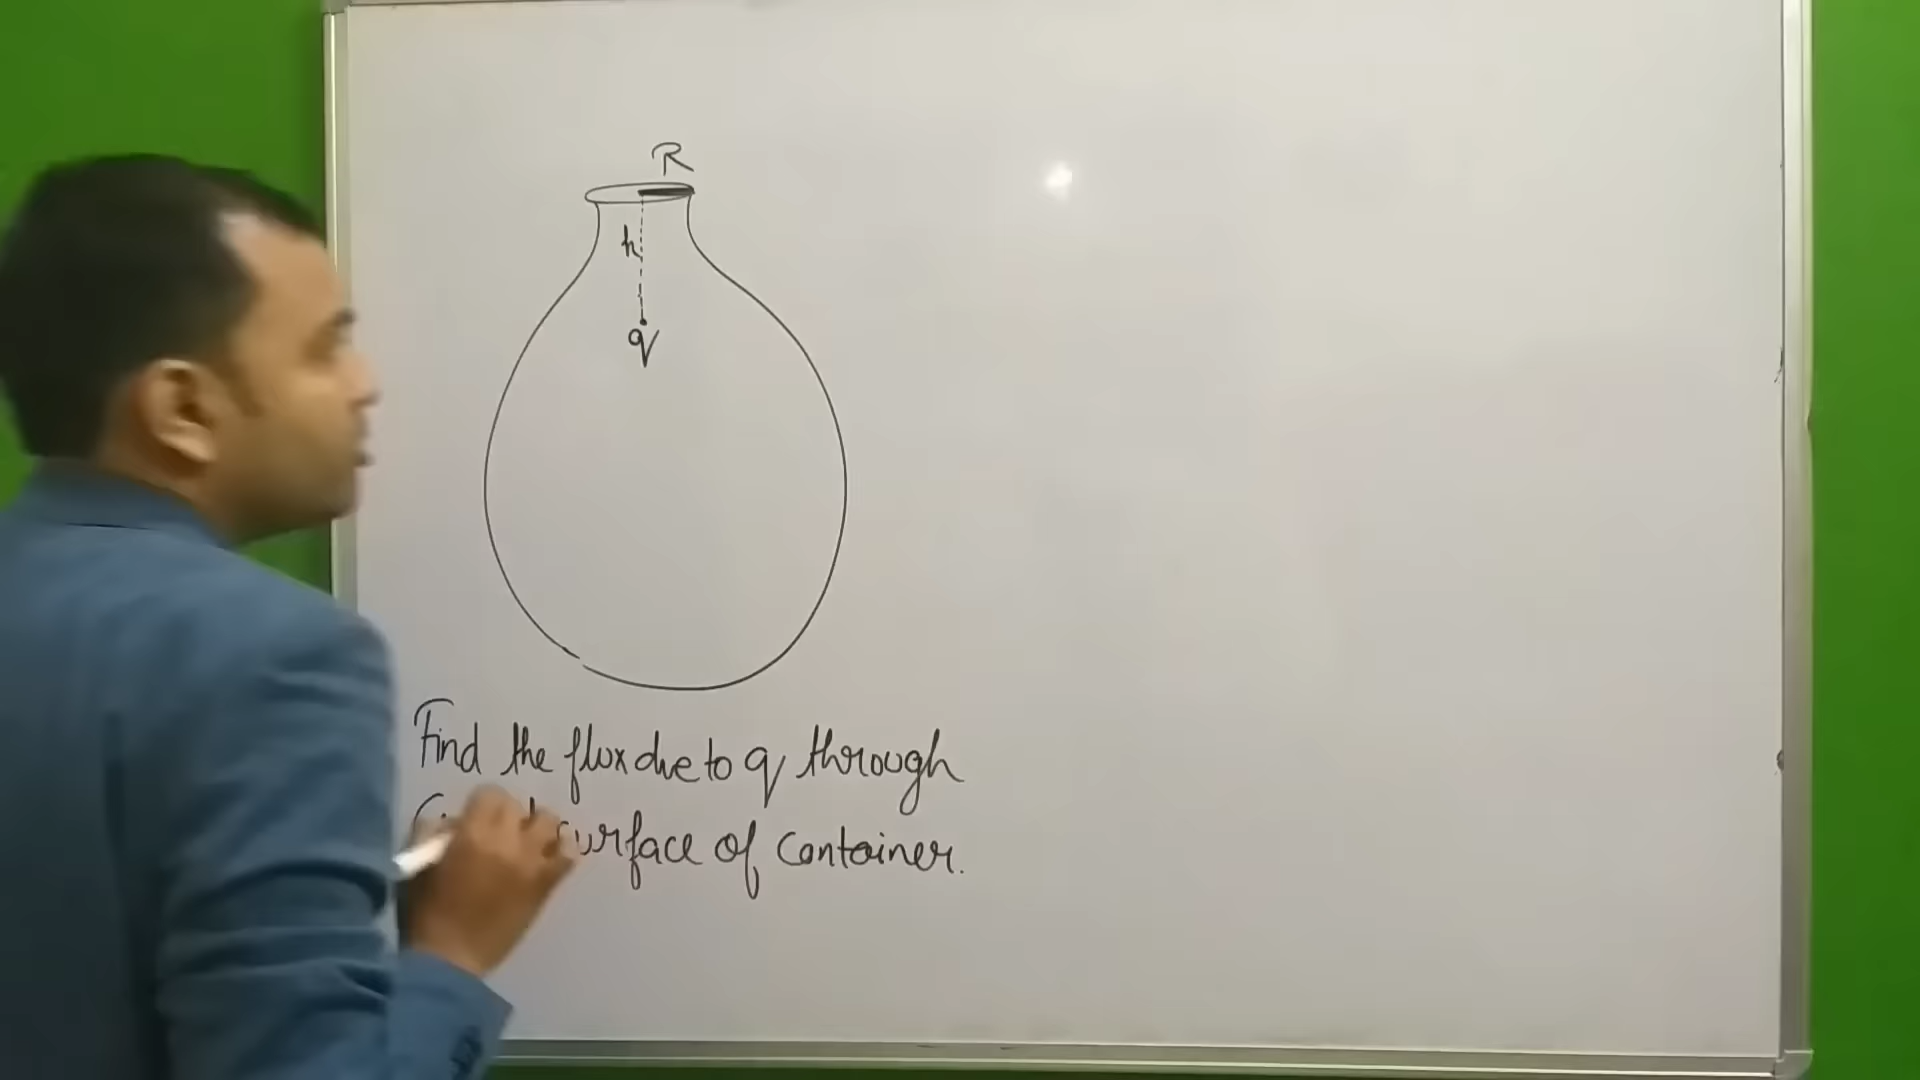 R
h
q
Find the flux due to q through
surface of container.